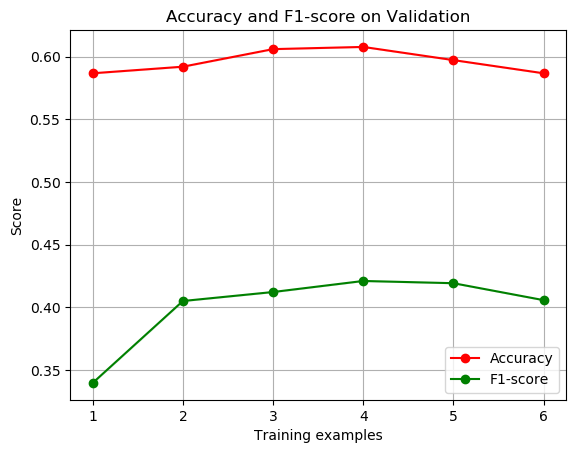 Accuracy and F1-score on Validation
0.60
0.55
0.50
0.45
0.40
0.35
Score
1 2 3 4 5 6
Training examples
Accuracy
F1-score